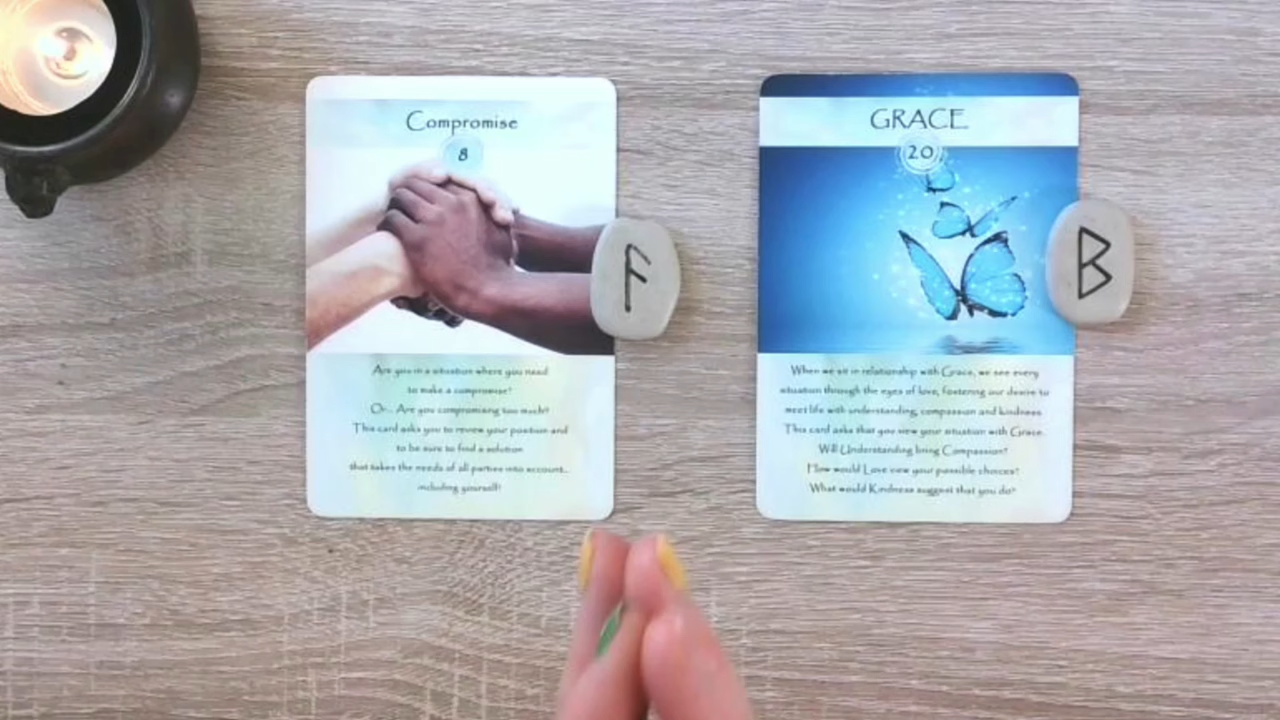 Compromise
8
Are you in a situation where you need
to make a compromise?
Or... Are you compromising too much?
This card asks you to review your position and
to be sure to find a solution
that takes the needs of all parties into account...
including yourself!
ᚨ
GRACE
20
When we sit in relationship with Grace, we see every
situation through the eyes of love, fostering our desire to
meet life with understanding, compassion and kindness.
This card asks that you view your situation with Grace.
Will Understanding bring Compassion?
How would Love view your possible choices?
What would Kindness suggest that you do?
ᛒ